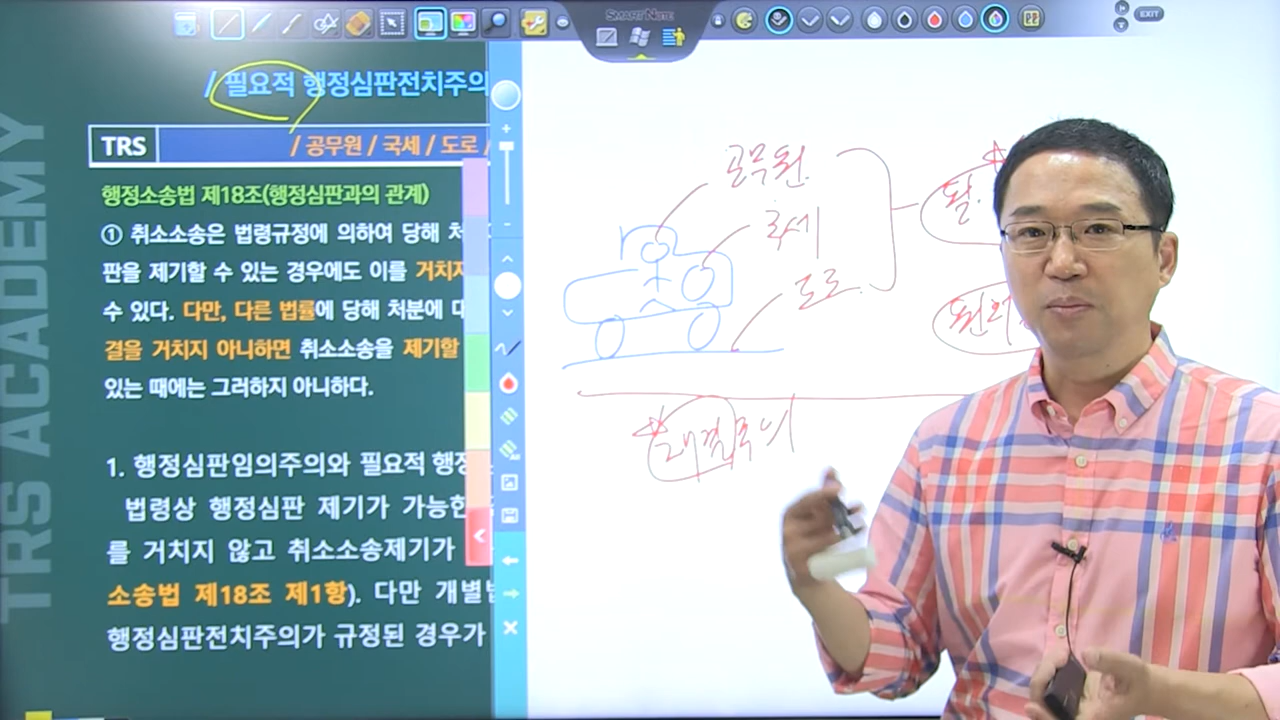 SMART NOTE
EXIT
/ 필요적 행정심판전치주의
TRS / 공무원 / 국세 / 도로 /
행정소송법 제18조(행정심판과의 관계)
① 취소소송은 법령규정에 의하여 당해 처
판을 제기할 수 있는 경우에도 이를 거치지
수 있다. 다만, 다른 법률에 당해 처분에 대
결을 거치지 아니하면 취소소송을 제기할
있는 때에는 그러하지 아니하다.
1. 행정심판임의주의와 필요적 행정
법령상 행정심판 제기가 가능한
를 거치지 않고 취소소송제기가
소송법 제18조 제1항). 다만 개별법
행정심판전치주의가 규정된 경우가
TRS ACADEMY
공무원
도로